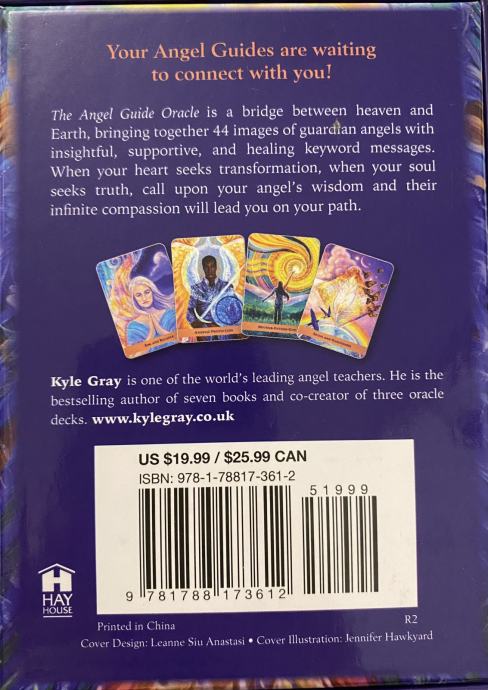 Your Angel Guides are waiting
to connect with you!
The Angel Guide Oracle is a bridge between heaven and
Earth, bringing together 44 images of guardian angels with
insightful, supportive, and healing keyword messages.
When your heart seeks transformation, when your soul
seeks truth, call upon your angel's wisdom and their
infinite compassion will lead you on your path.
Kyle Gray is one of the world's leading angel teachers. He is the
bestselling author of seven books and co-creator of three oracle
decks. www.kylegray.co.uk
US $19.99 / $25.99 CAN
ISBN: 978-1-78817-361-2
51999
9 781788 173612
HAY
HOUSE
Printed in China
R2
Cover Design: Leanne Siu Anastasi • Cover Illustration: Jennifer Hawkyard